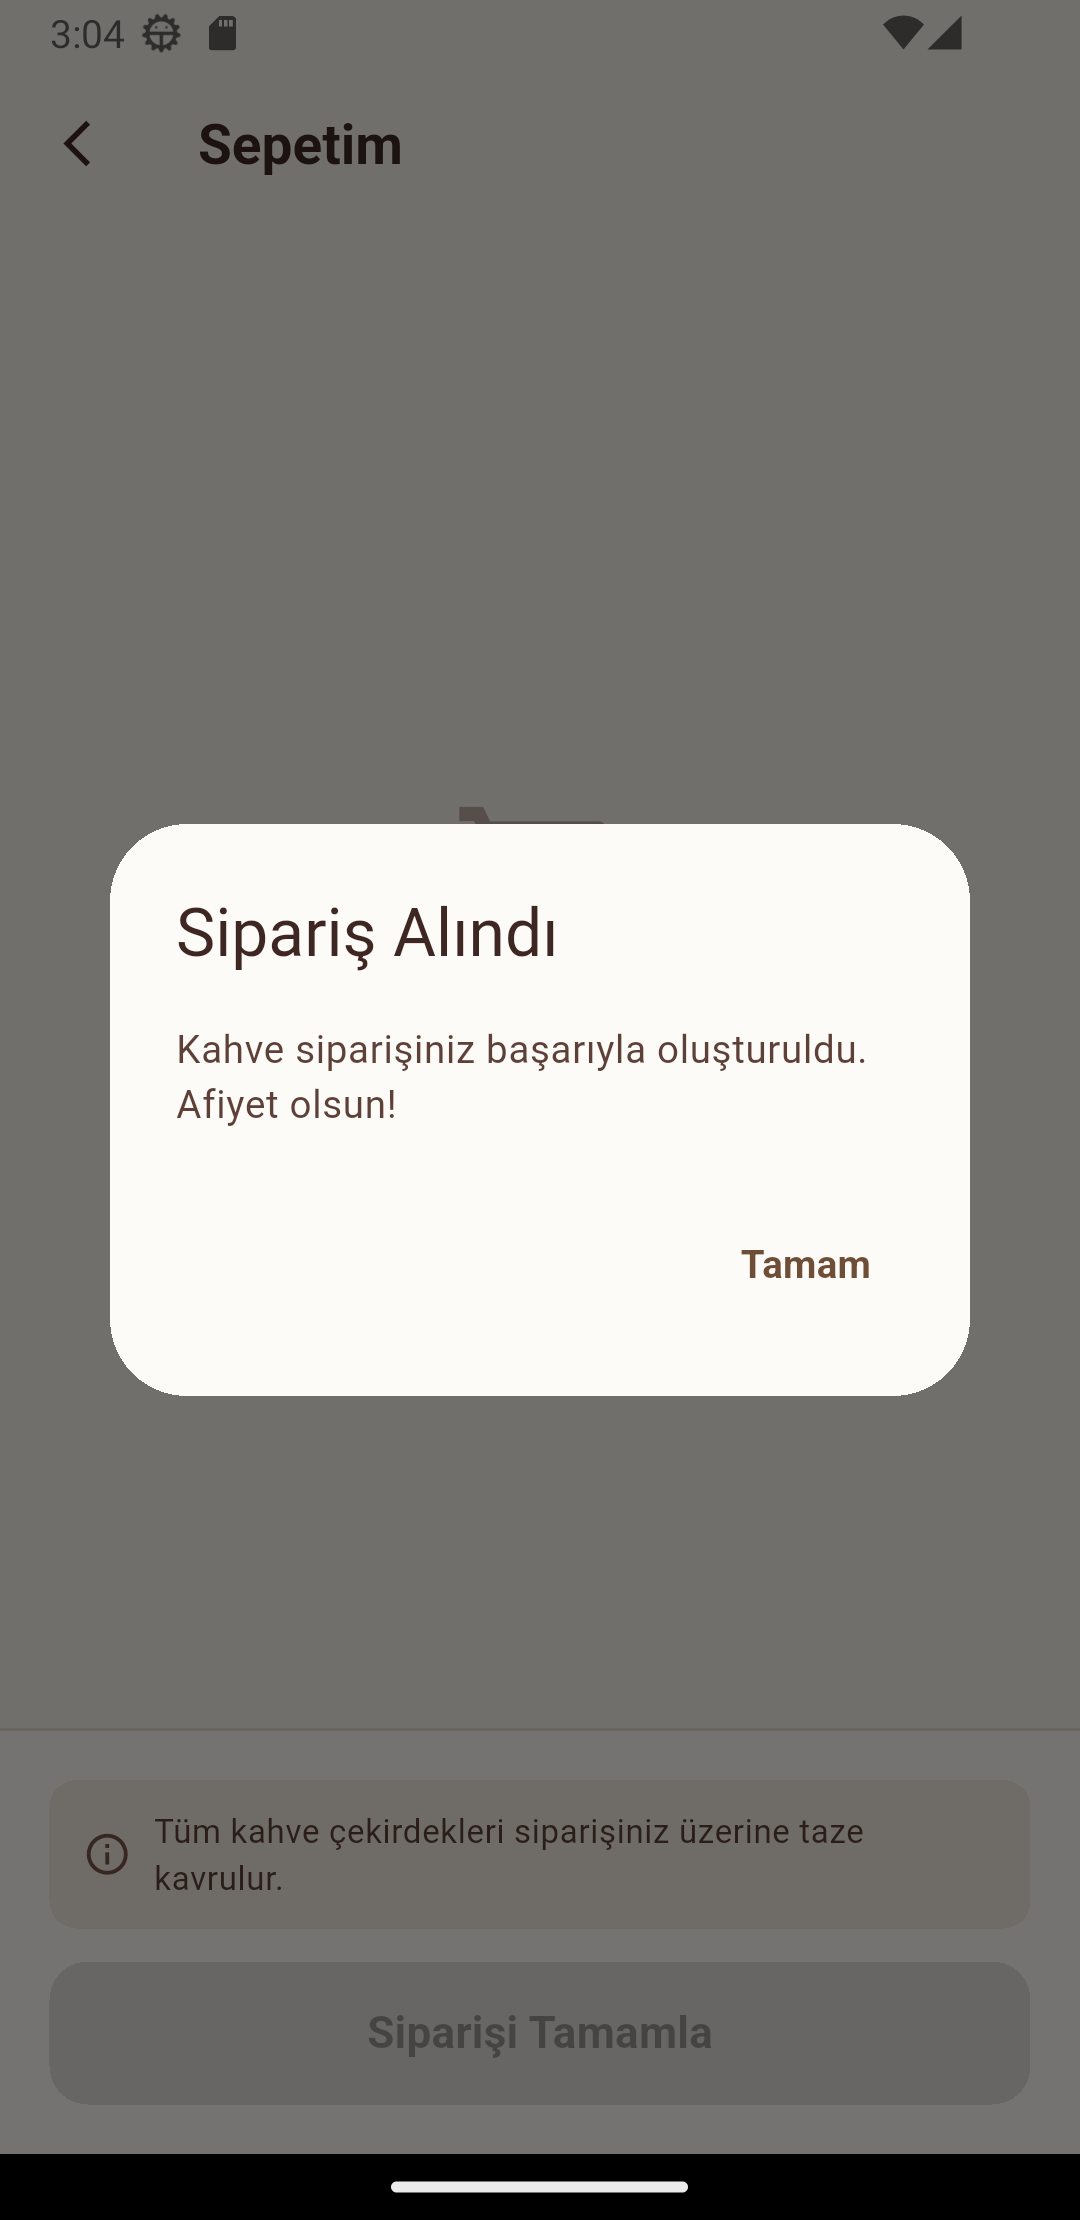 3:04
Sepetim
Sipariş Alındı
Kahve siparişiniz başarıyla oluşturuldu.
Afiyet olsun!
Tamam
Tüm kahve çekirdekleri siparişiniz üzerine taze
kavrulur.
Siparişi Tamamla